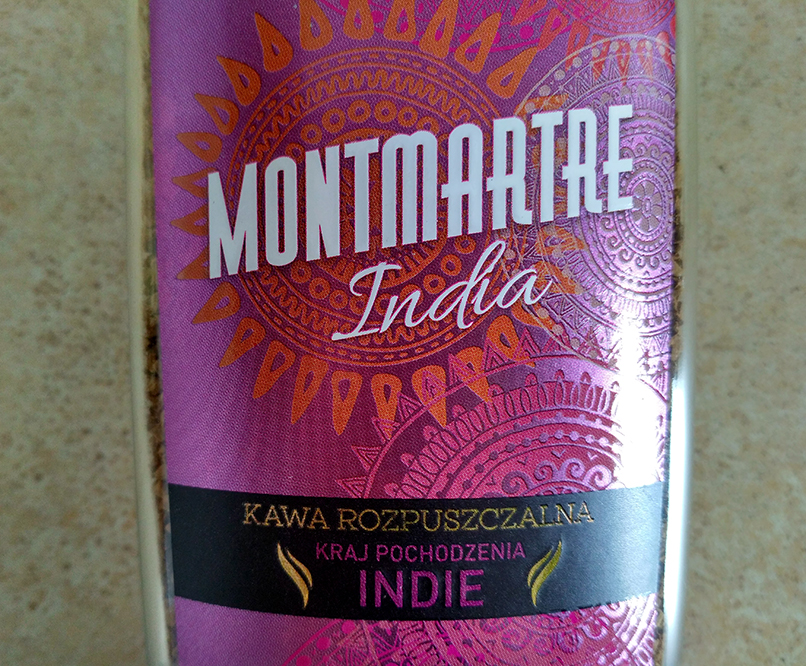 MONTMARTRE
India
KAWA ROZPUSZCZALNA
KRAJ POCHODZENIA
INDIE